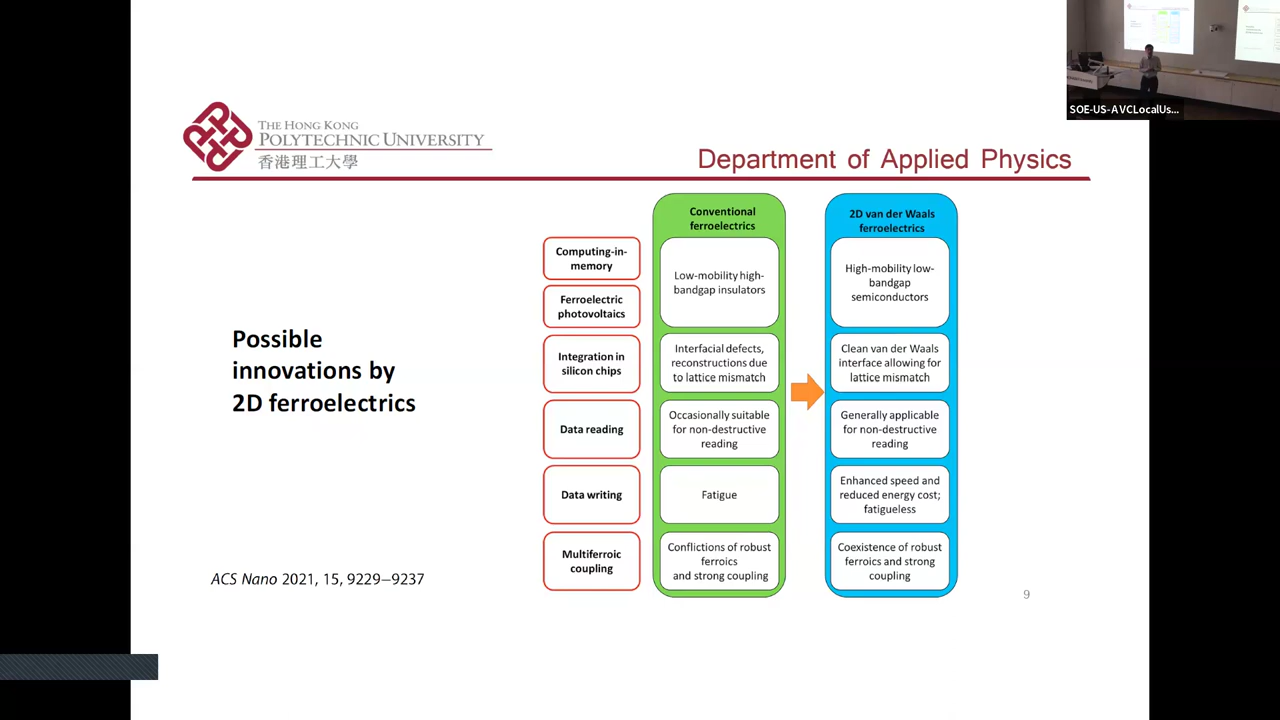 SOE-US-AVCLocalUs...
THE HONG KONG
POLYTECHNIC UNIVERSITY
香港理工大學
Department of Applied Physics
Possible
innovations by
2D ferroelectrics
ACS Nano 2021, 15, 9229−9237
Conventional
ferroelectrics
2D van der Waals
ferroelectrics
Computing-in-
memory
Ferroelectric
photovoltaics
Low-mobility high-
bandgap insulators
High-mobility low-
bandgap
semiconductors
Integration in
silicon chips
Interfacial defects,
reconstructions due
to lattice mismatch
Clean van der Waals
interface allowing for
lattice mismatch
Data reading
Occasionally suitable
for non-destructive
reading
Generally applicable
for non-destructive
reading
Data writing
Fatigue
Enhanced speed and
reduced energy cost;
fatigueless
Multiferroic
coupling
Conflictions of robust
ferroics
and strong coupling
Coexistence of robust
ferroics and strong
coupling
9